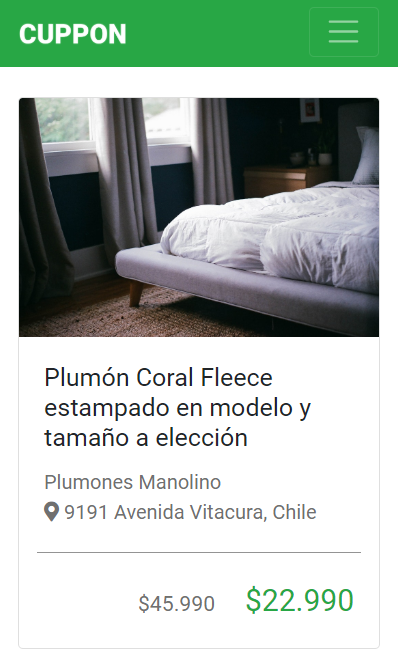 CUPPON
Plumón Coral Fleece
estampado en modelo y
tamaño a elección
Plumones Manolino
9191 Avenida Vitacura, Chile
$45.990 $22.990